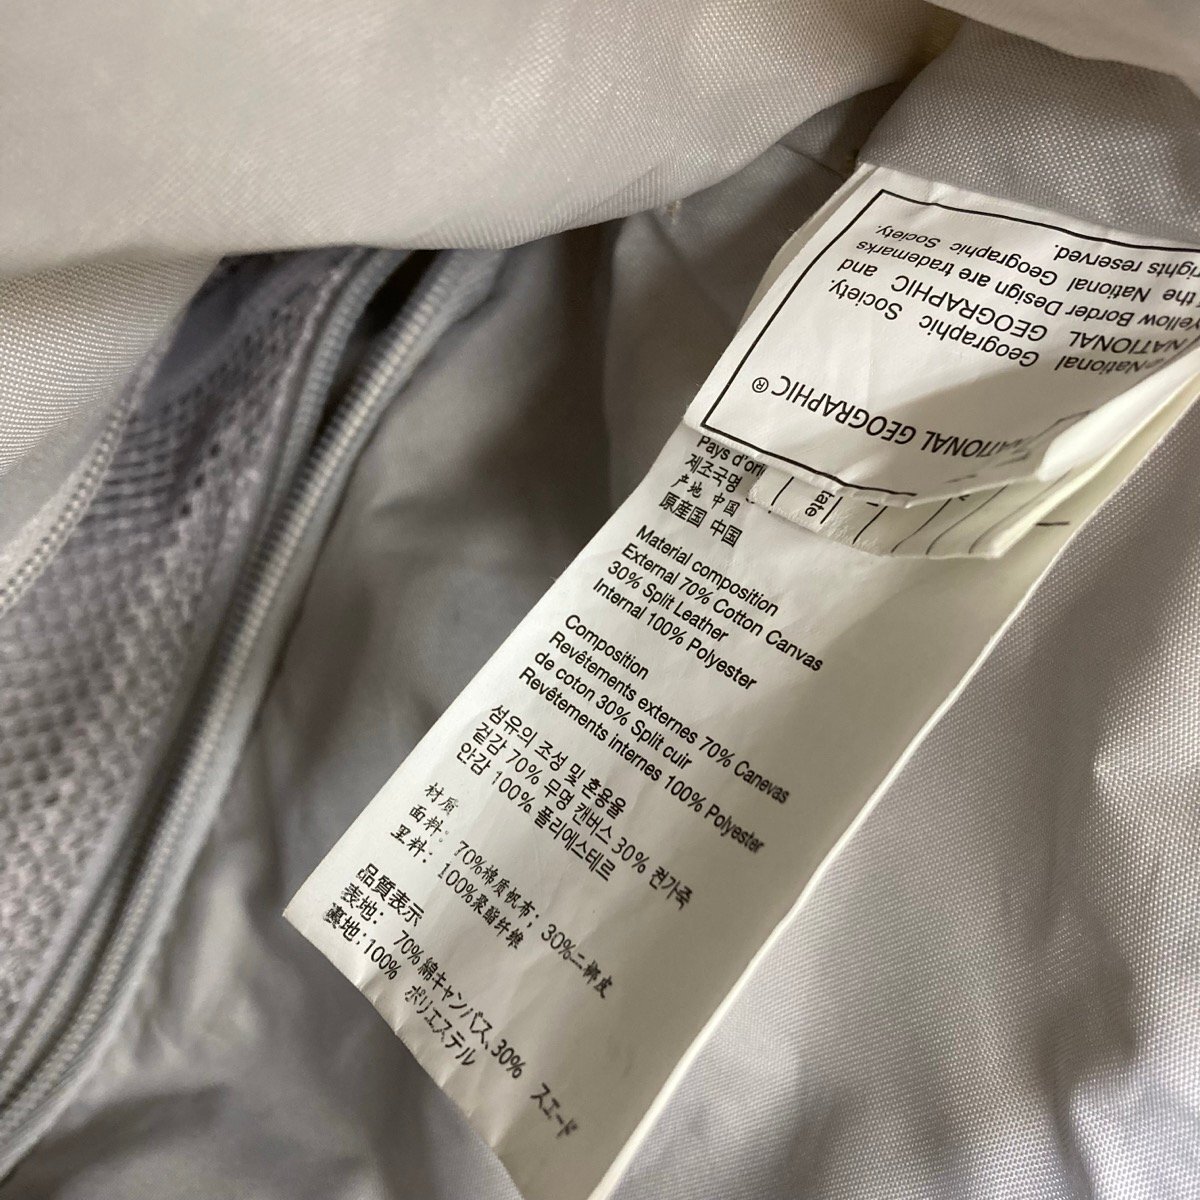 NATIONAL GEOGRAPHIC ®
National
Geographic Society.
NATIONAL GEOGRAPHIC and
Yellow Border Design are trademarks
the National Geographic Society.
rights reserved.
Pays d'ori
제조국명
产地 中国
原産国 中国
Material composition
External 70% Cotton Canvas
30% Split Leather
Internal 100% Polyester
Composition
Revêtements externes 70% Canevas
de coton 30% Split cuir
Revêtements internes 100% Polyester
섬유의 조성 및 혼용율
겉감 70% 무명 캔버스 30% 컨가죽
안감 100% 폴리에스테르
材质
面料: 70%棉质帆布; 30%二榔皮
里料: 100%聚酯纤维
品質表示
表地: 70%綿キャンバス、30% スエード
裏地:100% ポリエステル